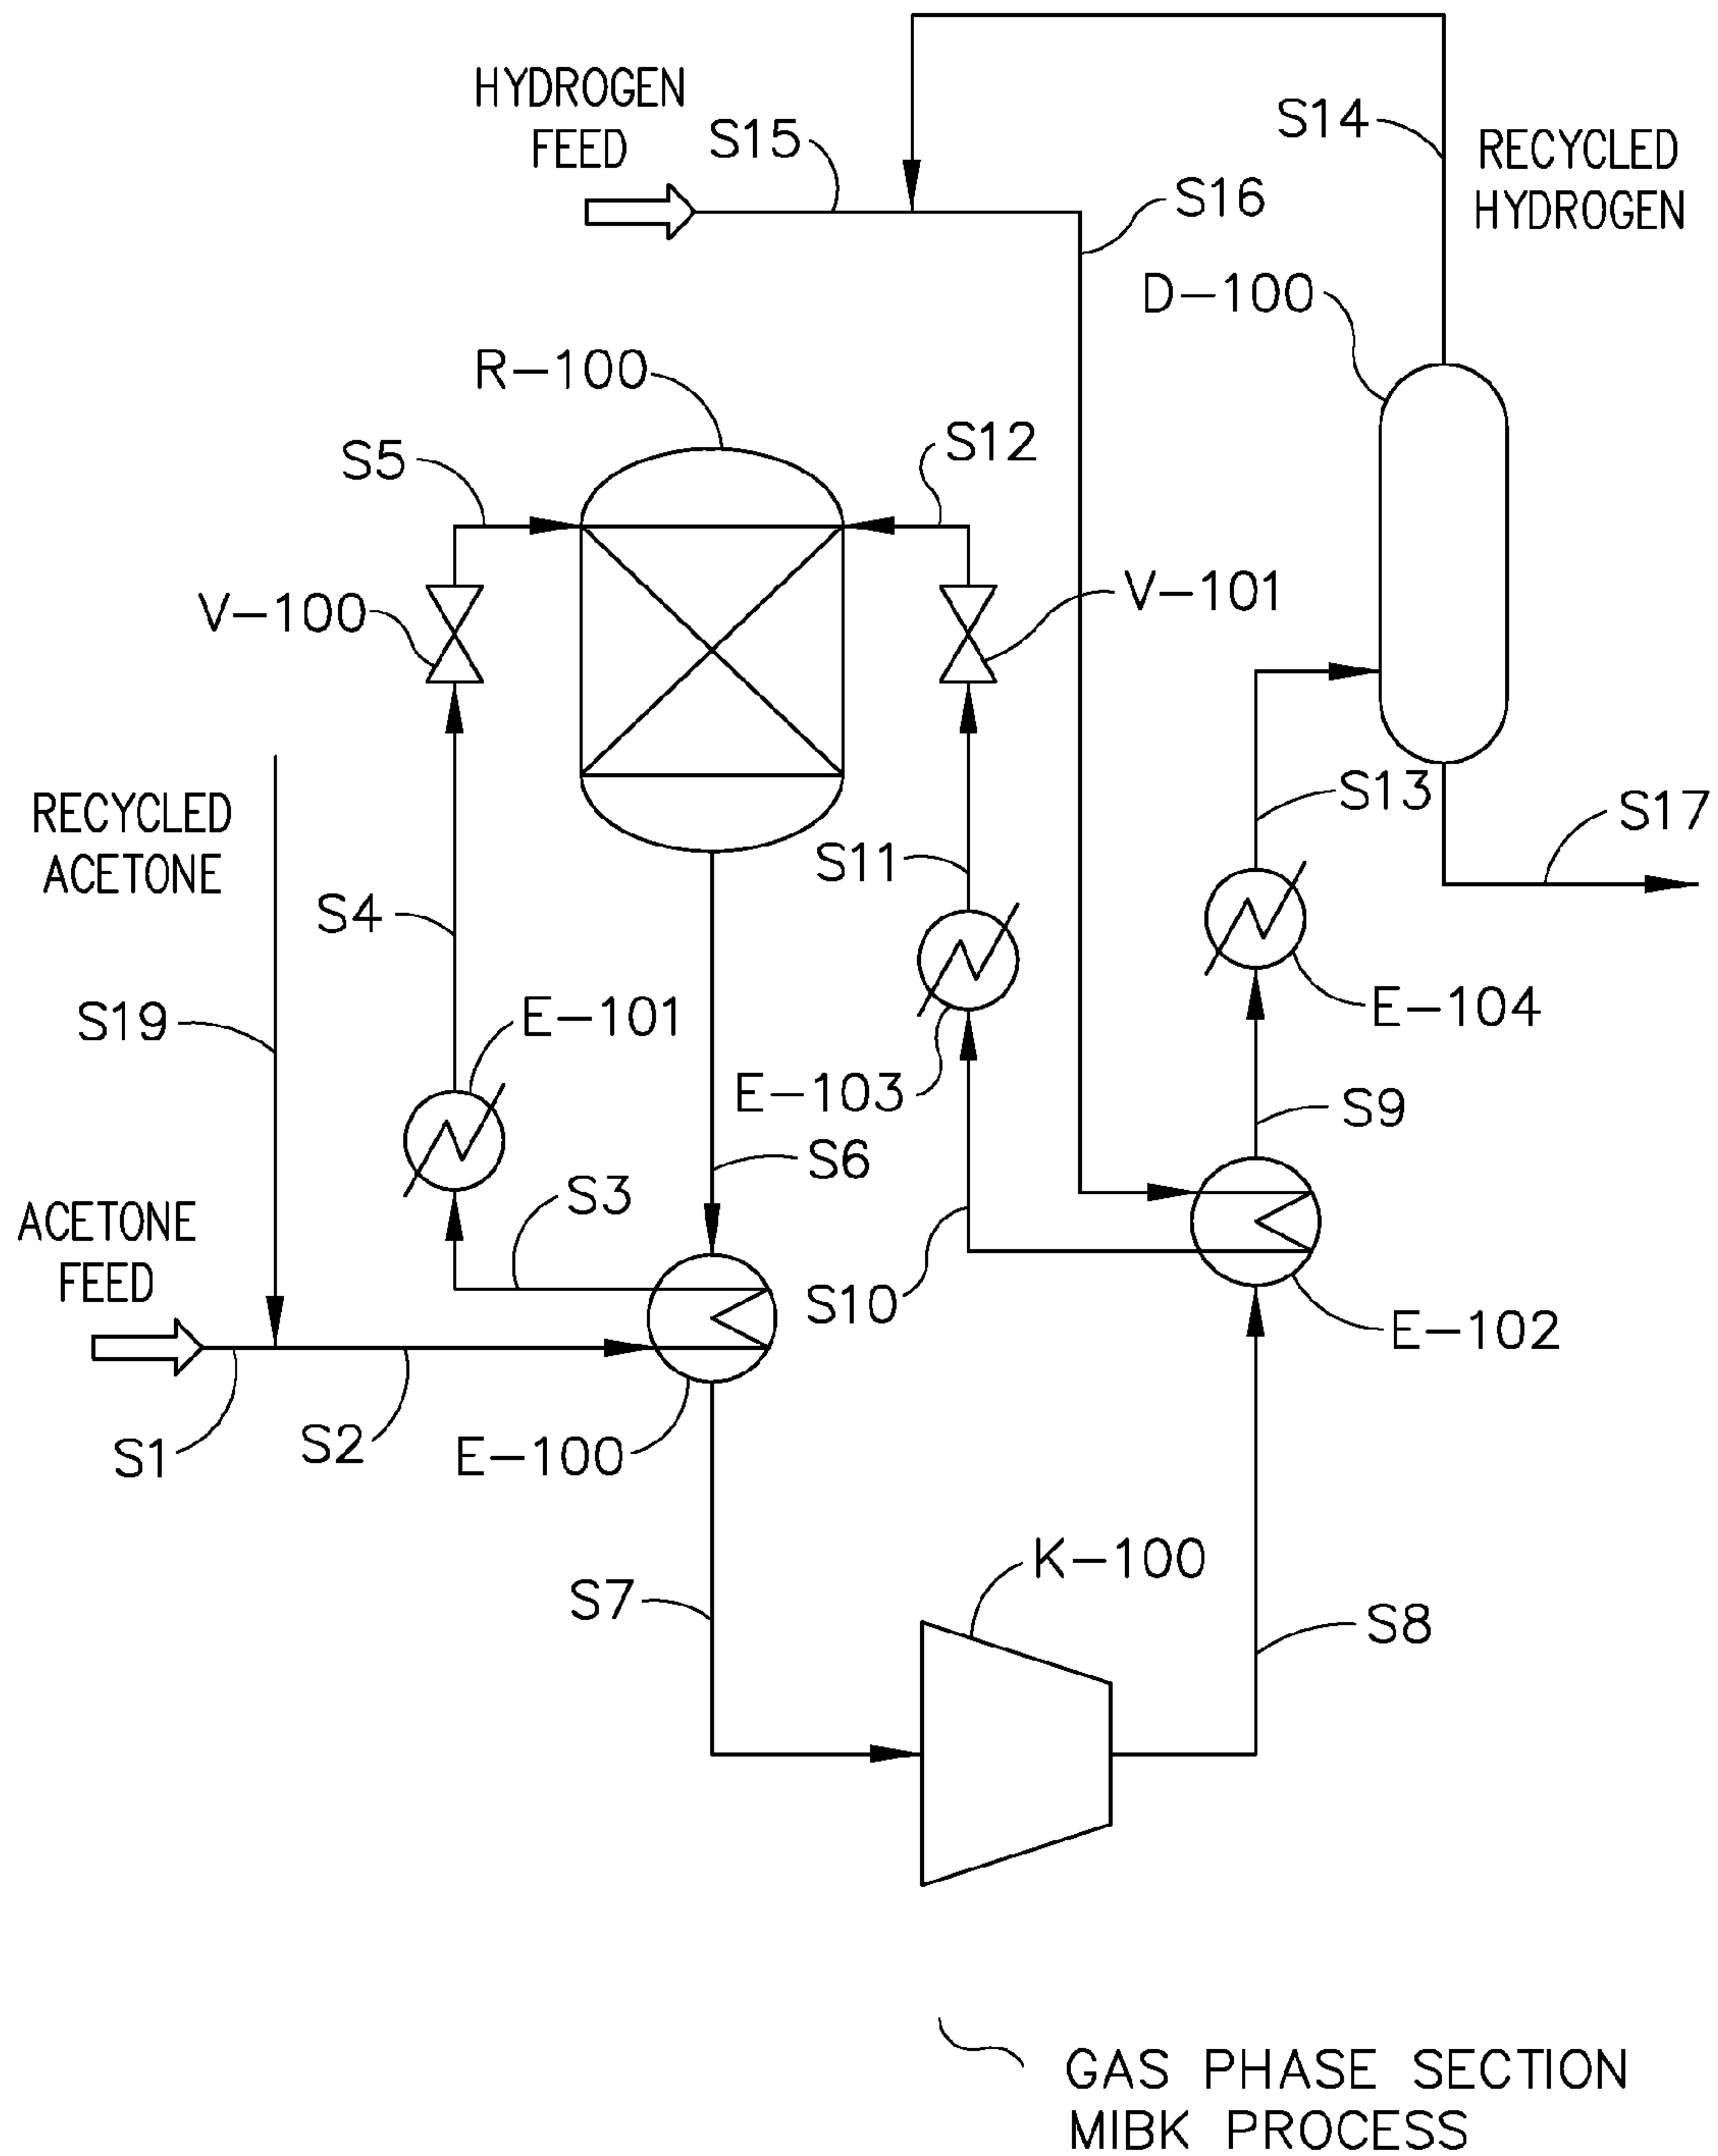 HYDROGEN
FEED
S15
S14
RECYCLED
HYDROGEN
S16
D-100
R-100
S5
S12
V-100
V-101
S13
S17
RECYCLED
ACETONE
S11
S4
S19
E-101
E-104
E-103
S9
S6
S3
ACETONE
FEED
S10
E-102
S1
S2
E-100
K-100
S7
S8
GAS PHASE SECTION
MIBK PROCESS